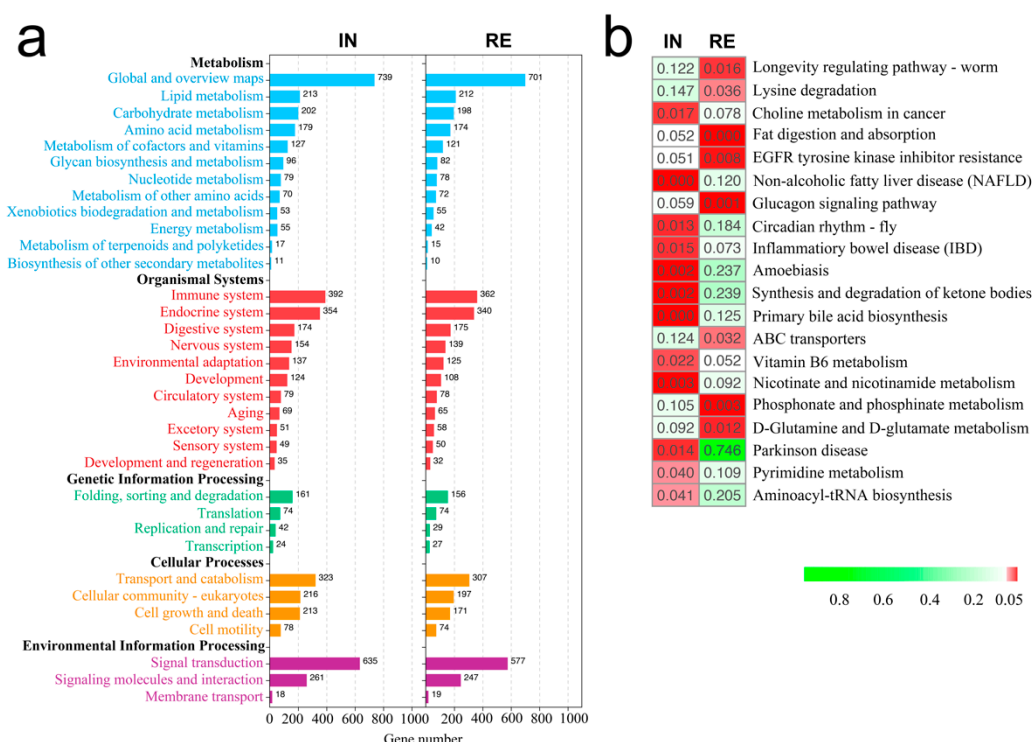 a
IN RE
Metabolism
Global and overview maps 739 701
Lipid metabolism 213 212
Carbohydrate metabolism 202 198
Amino acid metabolism 179 174
Metabolism of cofactors and vitamins 127 121
Glycan biosynthesis and metabolism 96 82
Nucleotide metabolism 79 78
Metabolism of other amino acids 70 72
Xenobiotics biodegradation and metabolism 53 55
Energy metabolism 55 42
Metabolism of terpenoids and polyketides 17 15
Biosynthesis of other secondary metabolites 11 10
Organismal Systems
Immune system 392 362
Endocrine system 354 340
Digestive system 174 175
Nervous system 154 139
Environmental adaptation 137 125
Development 124 108
Circulatory system 79 78
Aging 69 65
Excetory system 51 58
Sensory system 49 50
Development and regeneration 35 32
Genetic Information Processing
Folding, sorting and degradation 161 156
Translation 74 74
Replication and repair 42 29
Transcription 24 27
Cellular Processes
Transport and catabolism 323 307
Cellular community - eukaryotes 216 197
Cell growth and death 213 171
Cell motility 78 74
Environmental Information Processing
Signal transduction 635 577
Signaling molecules and interaction 261 247
Membrane transport 18 19
0 200 400 600 800 1000 0 200 400 600 800 1000
Gene number
b
IN RE
0.122 0.016 Longevity regulating pathway - worm
0.147 0.036 Lysine degradation
0.017 0.078 Choline metabolism in cancer
0.052 Fat digestion and absorption
0.051 0.008 EGFR tyrosine kinase inhibitor resistance
0.120 Non-alcoholic fatty liver disease (NAFLD)
0.059 Glucagon signaling pathway
0.013 0.184 Circadian rhythm - fly
0.015 0.073 Inflammatory bowel disease (IBD)
0.237 Amoebiasis
0.239 Synthesis and degradation of ketone bodies
0.125 Primary bile acid biosynthesis
0.124 0.032 ABC transporters
0.022 0.052 Vitamin B6 metabolism
0.092 Nicotinate and nicotinamide metabolism
0.105 Phosphonate and phosphinate metabolism
0.092 0.012 D-Glutamine and D-glutamate metabolism
0.014 0.746 Parkinson disease
0.040 0.109 Pyrimidine metabolism
0.041 0.205 Aminoacyl-tRNA biosynthesis
0.8 0.6 0.4 0.2 0.05